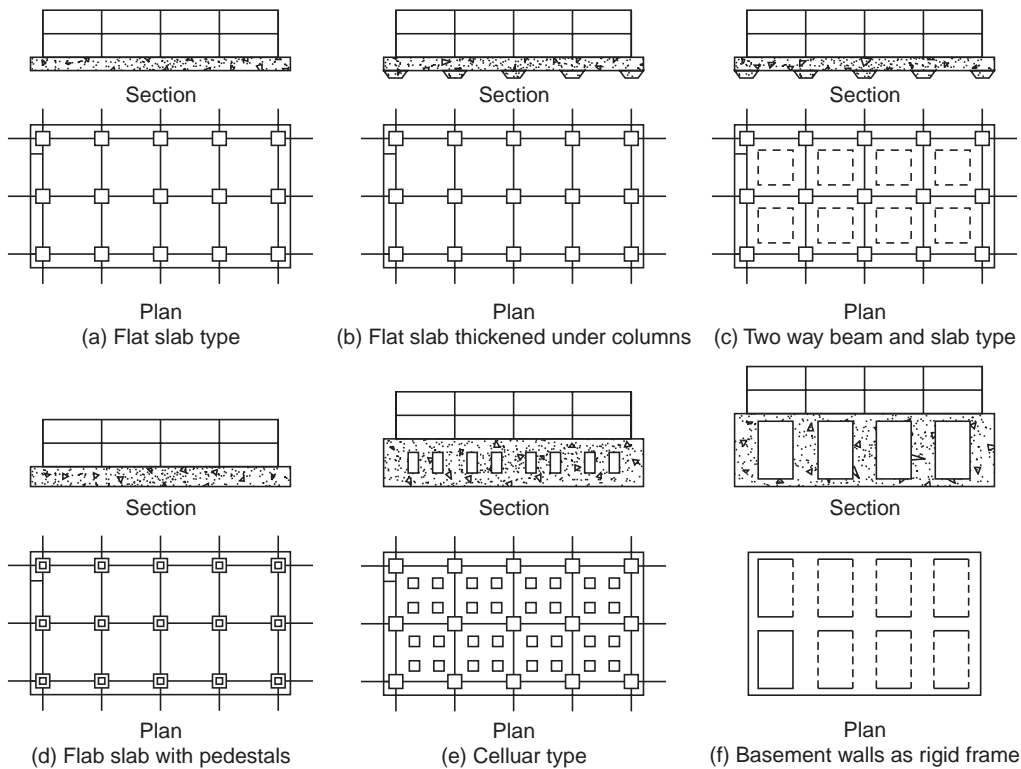 Section
Section
Section
Plan
(a) Flat slab type
Plan
(b) Flat slab thickened under columns
Plan
(c) Two way beam and slab type
Section
Section
Section
Plan
(d) Flab slab with pedestals
Plan
(e) Celluar type
Plan
(f) Basement walls as rigid frame